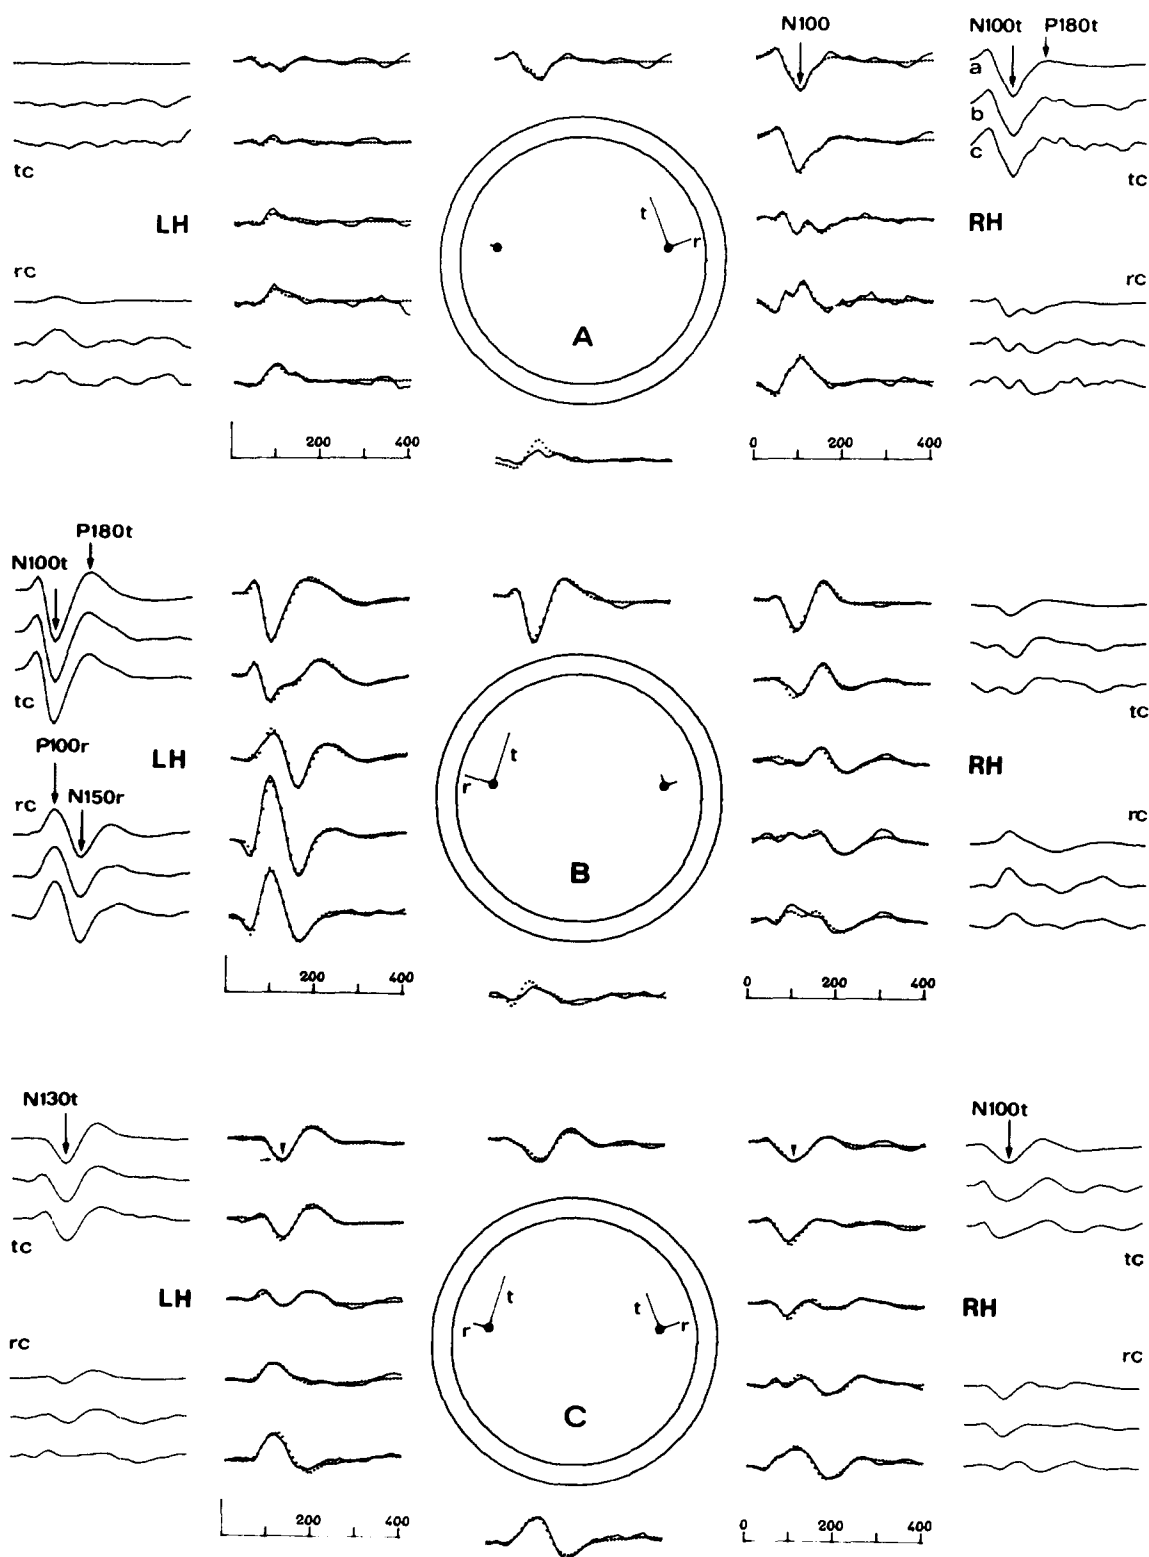 N100 N100t P180t
a
b
c
tc tc
LH t r RH
rc rc
A
200 400 0 200 400
P180t
N100t
tc tc
P100r LH t r RH
N150r
rc rc
B
200 400 0 200 400
N130t N100t
tc tc
LH r t t r RH
rc rc
C
200 400 0 200 400